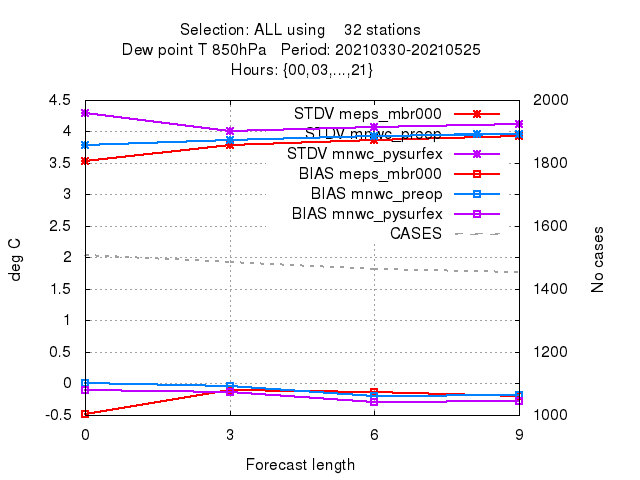 Selection: ALL using 32 stations
Dew point T 850hPa Period: 20210330-20210525
Hours: {00,03,...,21}
4.5
4
3.5
3
2.5
2
1.5
1
0.5
0
-0.5
2000
1800
1600
1400
1200
1000
deg C
No cases
STDV meps_mbr000
STDV mnwc_preop
STDV mnwc_pysurfex
BIAS meps_mbr000
BIAS mnwc_preop
BIAS mnwc_pysurfex
CASES
0 3 6 9
Forecast length